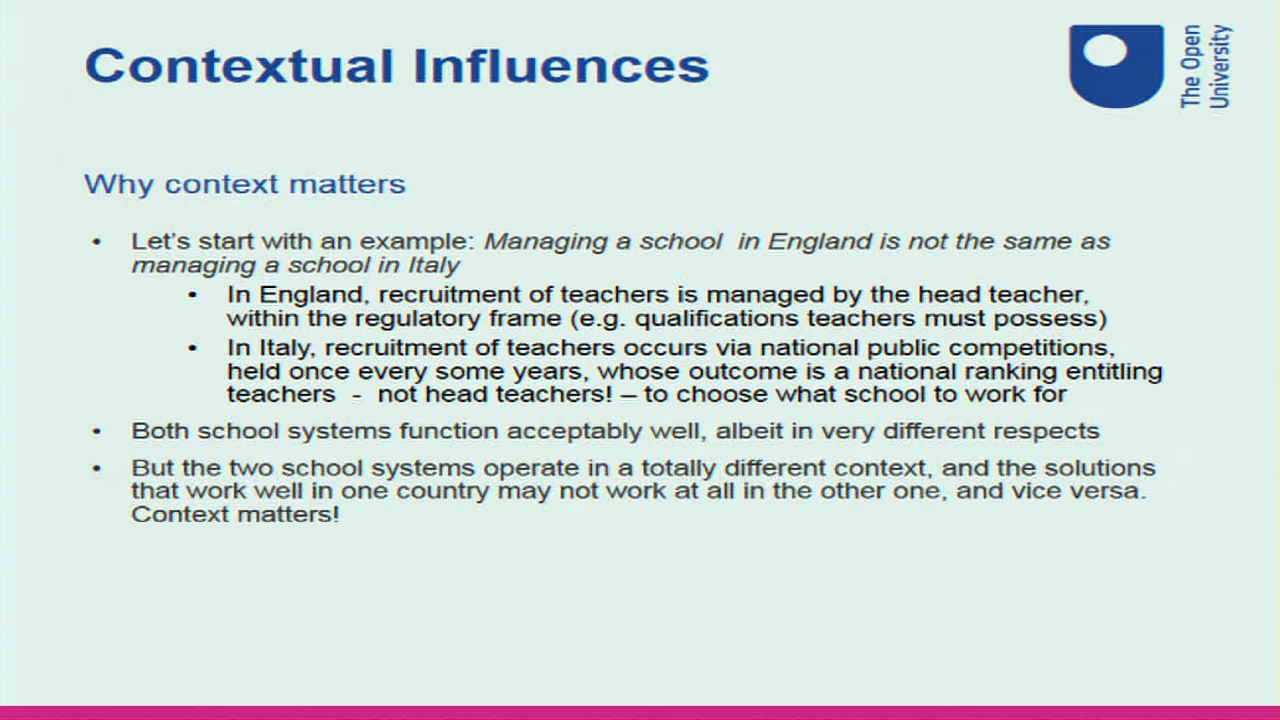 Contextual Influences
The Open
University
Why context matters
• Let's start with an example: Managing a school in England is not the same as
managing a school in Italy
• In England, recruitment of teachers is managed by the head teacher,
within the regulatory frame (e.g. qualifications teachers must possess)
• In Italy, recruitment of teachers occurs via national public competitions,
held once every some years, whose outcome is a national ranking entitling
teachers - not head teachers! – to choose what school to work for
• Both school systems function acceptably well, albeit in very different respects
• But the two school systems operate in a totally different context, and the solutions
that work well in one country may not work at all in the other one, and vice versa.
Context matters!